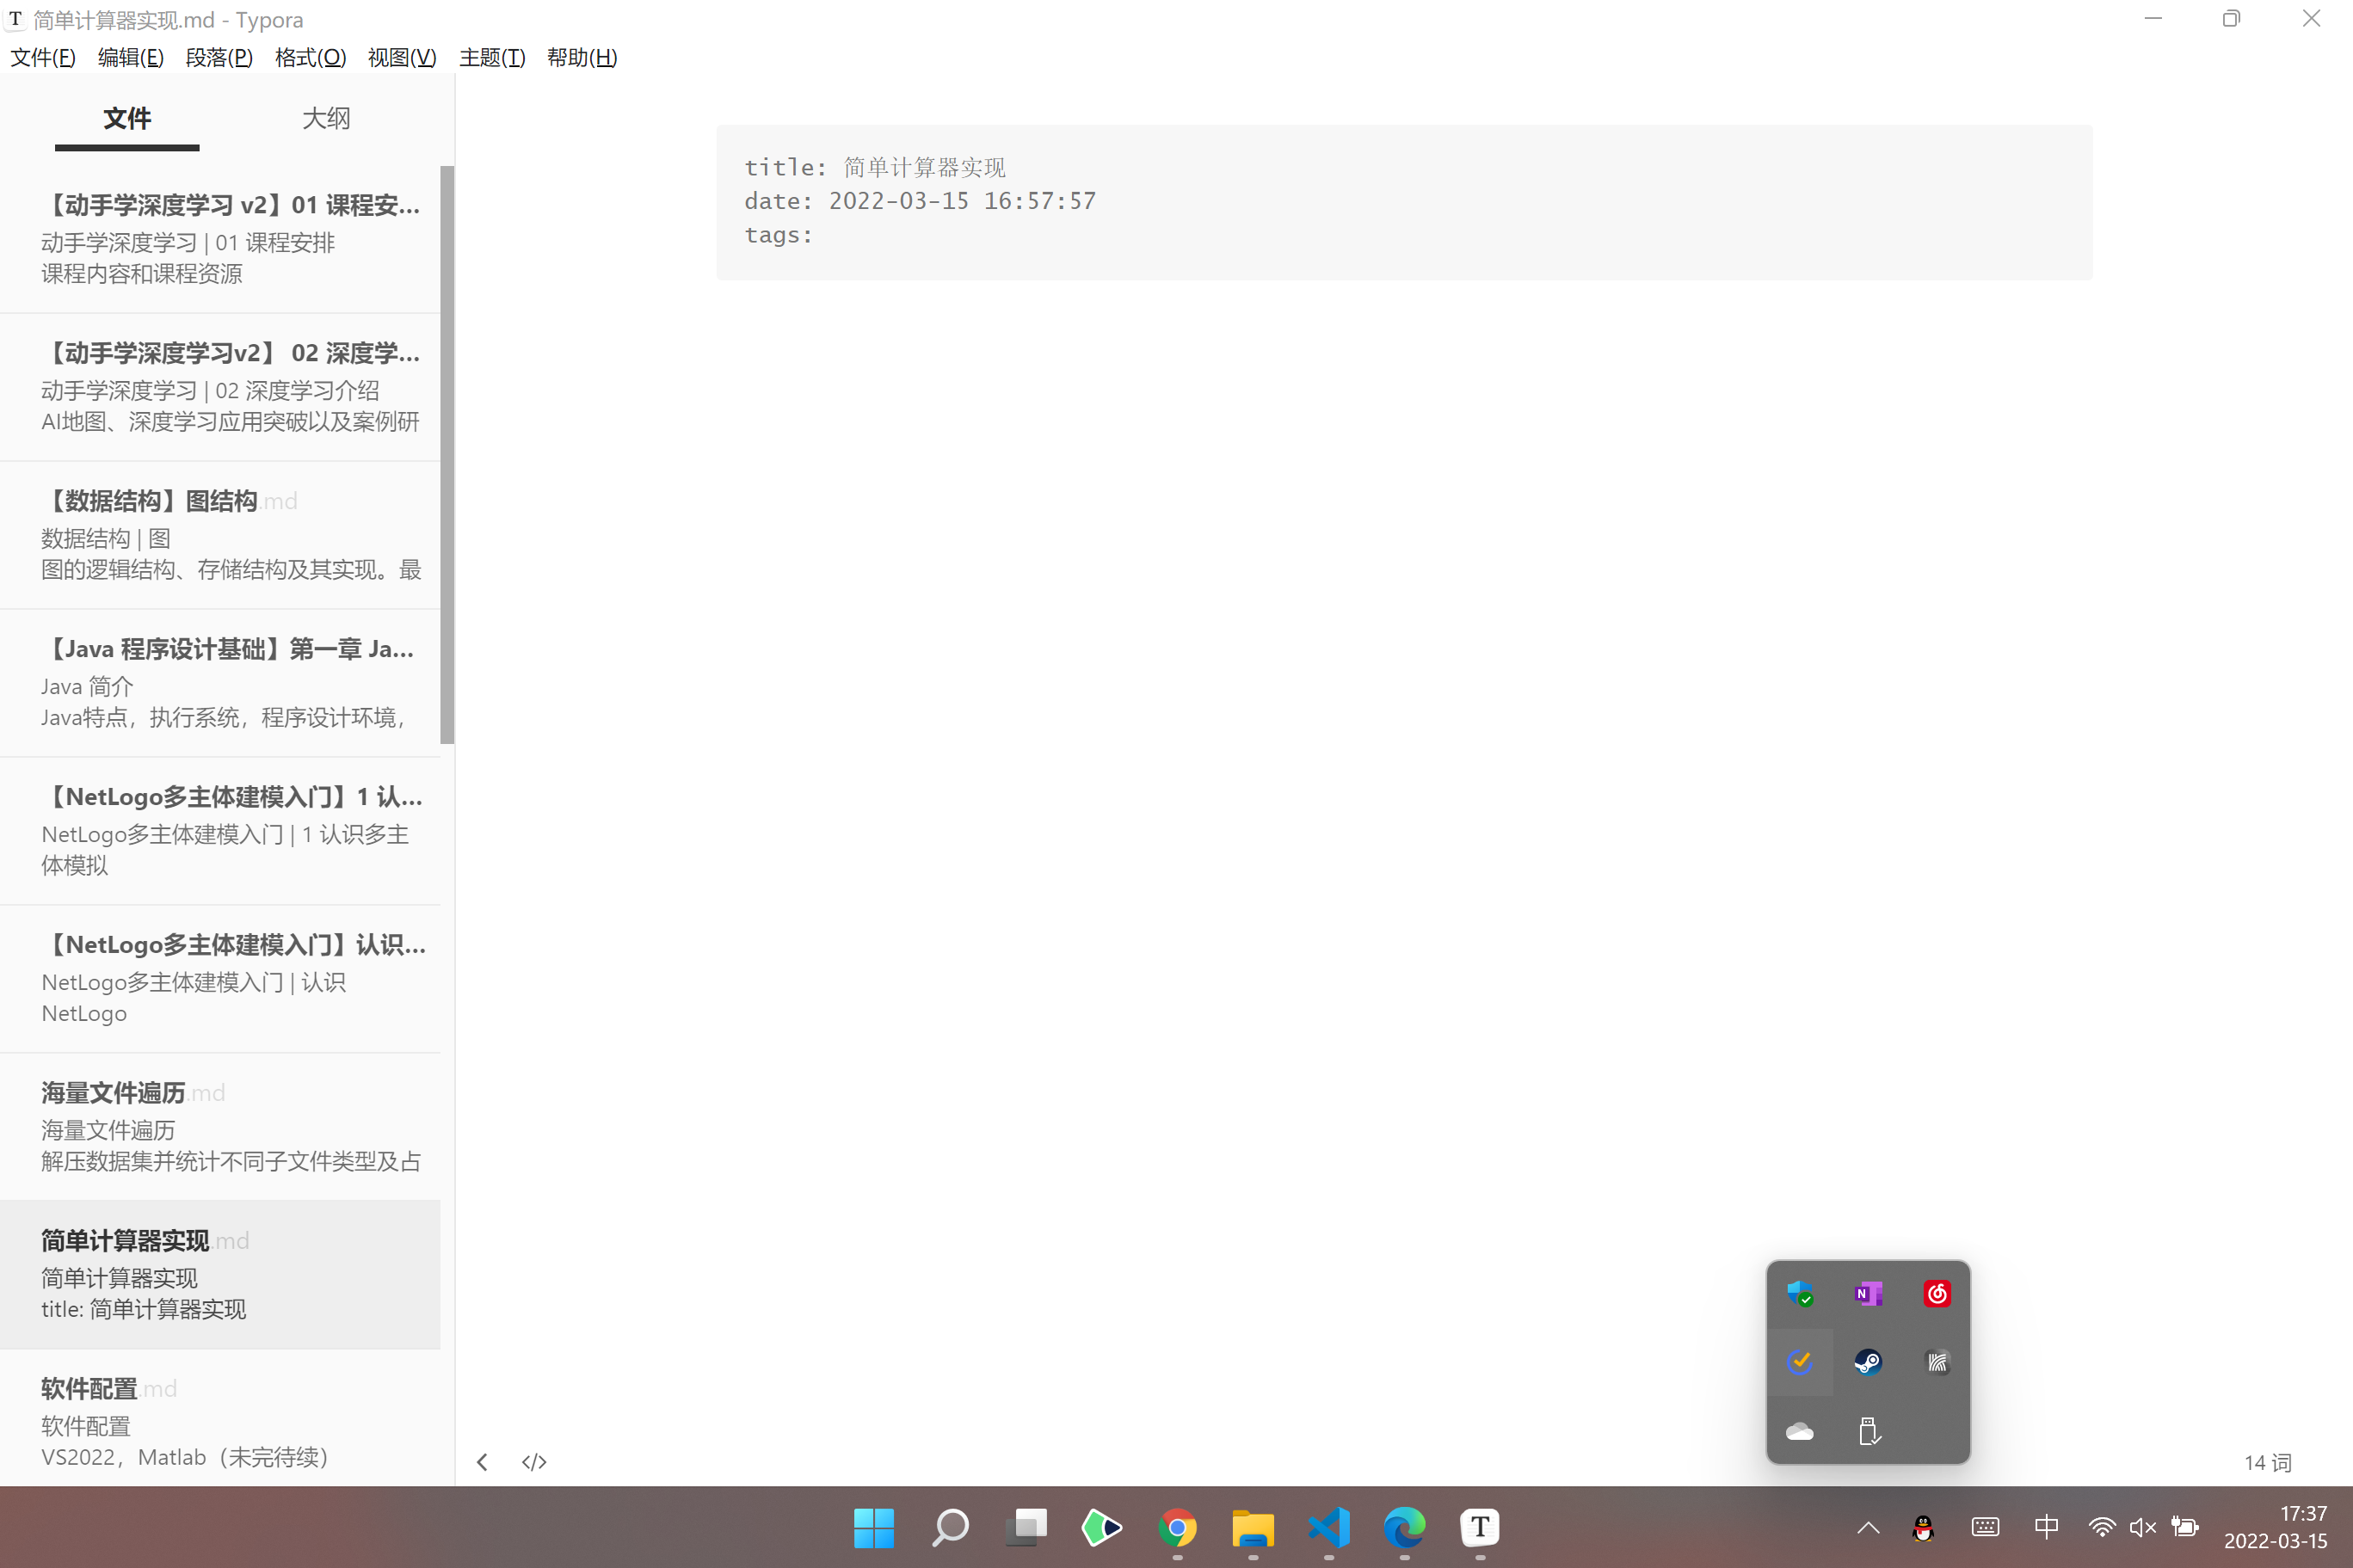 简单计算器实现.md - Typora
文件(F) 编辑(E) 段落(P) 格式(O) 视图(V) 主题(T) 帮助(H)
文件 大纲
【动手学深度学习 v2】01 课程安...
动手学深度学习 | 01 课程安排
课程内容和课程资源
【动手学深度学习v2】 02 深度学...
动手学深度学习 | 02 深度学习介绍
AI地图、深度学习应用突破以及案例研
【数据结构】图结构.md
数据结构 | 图
图的逻辑结构、存储结构及其实现。最
【Java 程序设计基础】第一章 Ja...
Java 简介
Java特点，执行系统，程序设计环境，
【NetLogo多主体建模入门】1 认...
NetLogo多主体建模入门 | 1 认识多主
体模拟
【NetLogo多主体建模入门】认识...
NetLogo多主体建模入门 | 认识
NetLogo
海量文件遍历.md
海量文件遍历
解压数据集并统计不同子文件类型及占
简单计算器实现.md
简单计算器实现
title: 简单计算器实现
软件配置.md
软件配置
VS2022，Matlab（未完待续）
title: 简单计算器实现
date: 2022-03-15 16:57:57
tags:
14 词
中
17:37
2022-03-15